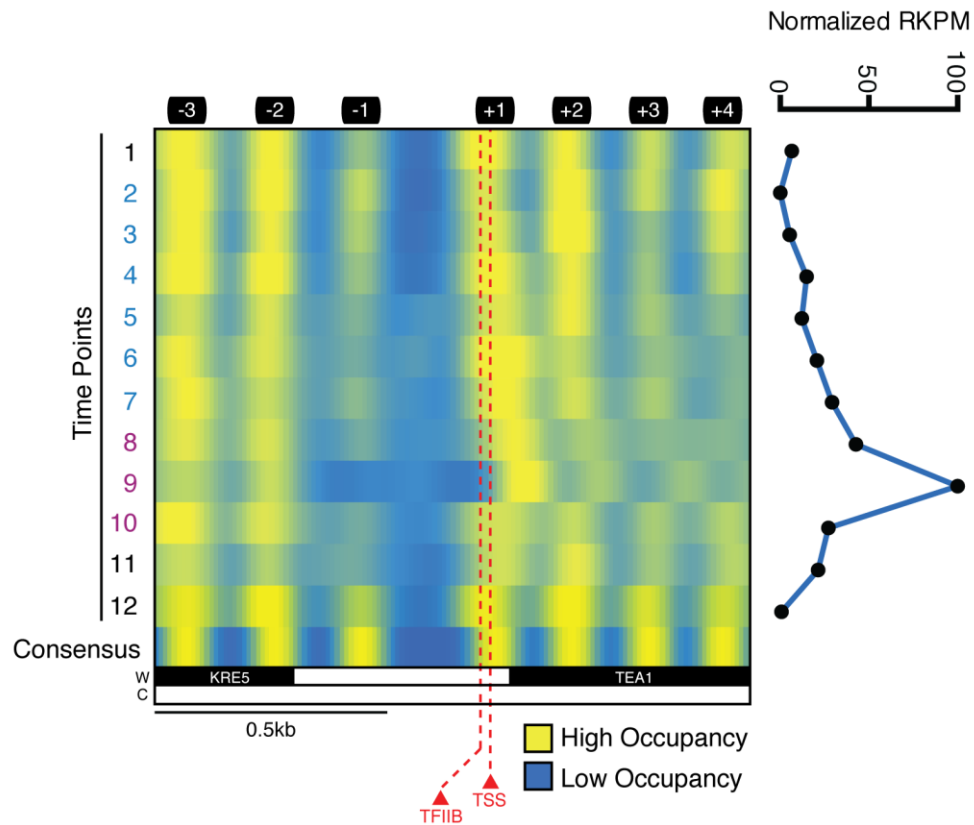 Normalized RKPM
0 50 100
-3 -2 -1 +1 +2 +3 +4
Time Points
1
2
3
4
5
6
7
8
9
10
11
12
Consensus
W KRE5 TEA1
C
0.5kb
High Occupancy
Low Occupancy
TSS
TFIIB